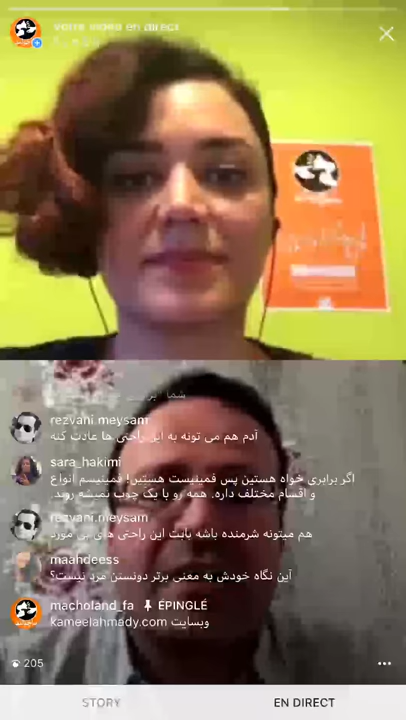 votre vidéo en direct
شما
rezvani.meysam
آدم هم می تونه به این راحتی ها عادت کنه
sara_hakimi
اگر برابری خواه هستین پس فمینیست هستین! فمینیسم انواع
و اقسام مختلف داره. همه رو با یک چوب نمیشه روند.
rezvani.meysam
هم میتونه شرمنده باشه بابت این راحتی های بی مورد
maahdeess
آین نگاه خودش به معنی برتر دونستن مرد نیست؟
macholand_fa ÉPINGLÉ
kameelahmady.com وبسایت
205
STORY
EN DIRECT